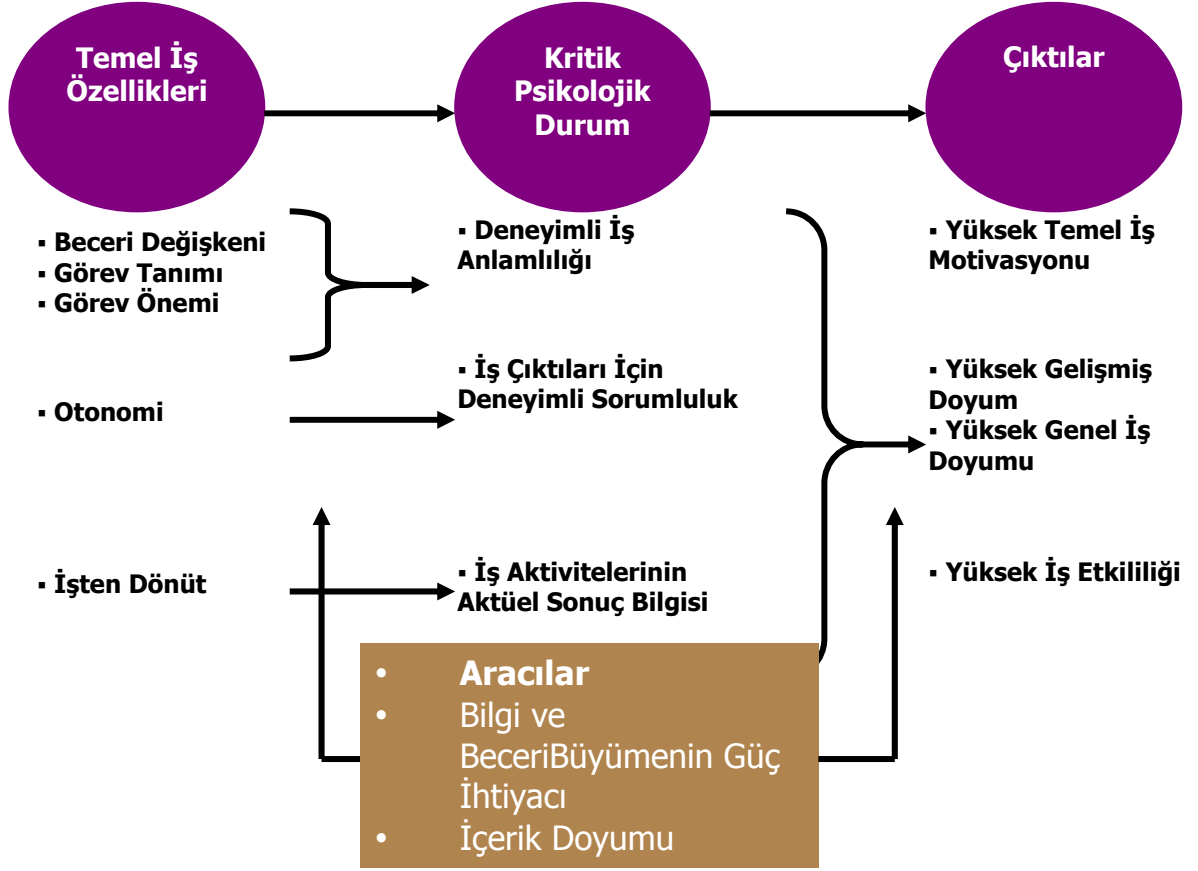 Temel İş
Özellikleri
Kritik
Psikolojik
Durum
Çıktılar
▪ Beceri Değişkeni
▪ Görev Tanımı
▪ Görev Önemi
▪ Otonomi
▪ İşten Dönüt
▪ Deneyimli İş
Anlamlılığı
▪ İş Çıktıları İçin
Deneyimli Sorumluluk
▪ İş Aktivitelerinin
Aktüel Sonuç Bilgisi
▪ Yüksek Temel İş
Motivasyonu
▪ Yüksek Gelişmiş
Doyum
▪ Yüksek Genel İş
Doyumu
▪ Yüksek İş Etkililiği
• Aracılar
• Bilgi ve
BeceriBüyümenin Güç
İhtiyacı
• İçerik Doyumu